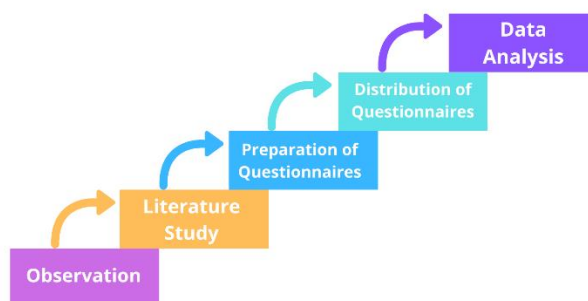 Data
Analysis
Distribution of
Questionnaires
Preparation of
Questionnaires
Literature
Study
Observation